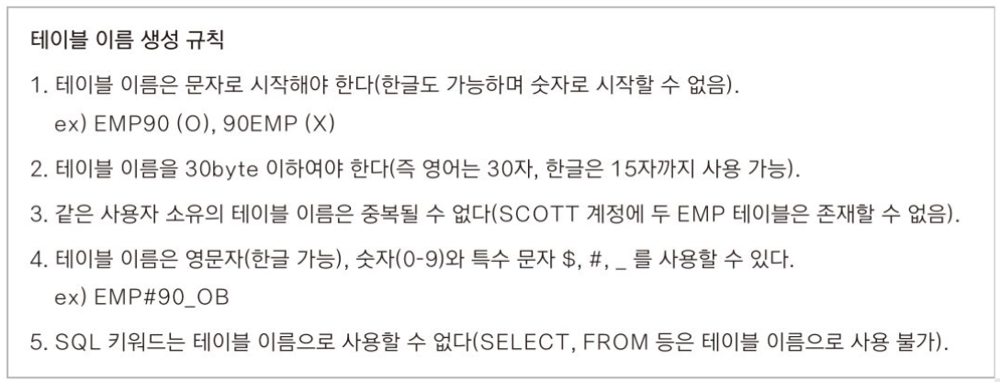 테이블 이름 생성 규칙
1. 테이블 이름은 문자로 시작해야 한다(한글도 가능하며 숫자로 시작할 수 없음).
ex) EMP90 (O), 90EMP (X)
2. 테이블 이름을 30byte 이하여야 한다(즉 영어는 30자, 한글은 15자까지 사용 가능).
3. 같은 사용자 소유의 테이블 이름은 중복될 수 없다(SCOTT 계정에 두 EMP 테이블은 존재할 수 없음).
4. 테이블 이름은 영문자(한글 가능), 숫자(0-9)와 특수 문자 $, #, _ 를 사용할 수 있다.
ex) EMP#90_OB
5. SQL 키워드는 테이블 이름으로 사용할 수 없다(SELECT, FROM 등은 테이블 이름으로 사용 불가).